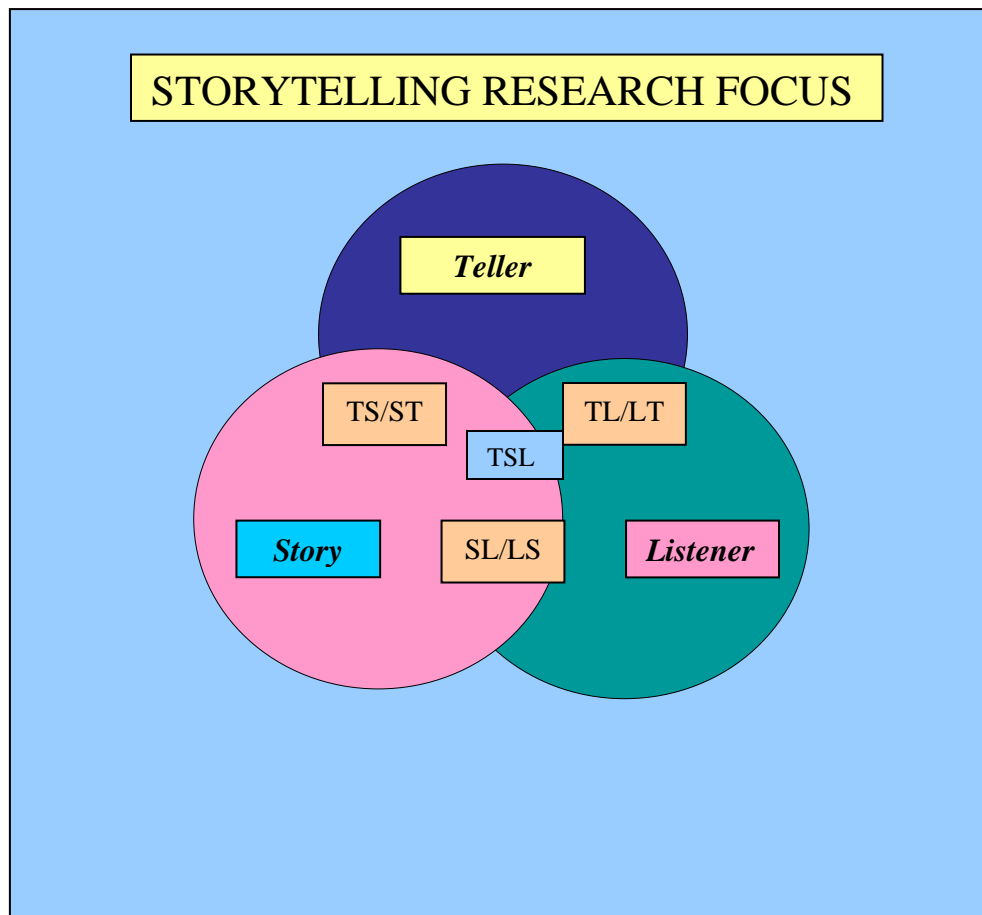 STORYTELLING RESEARCH FOCUS
Teller
TS/ST
TL/LT
TSL
Story
SL/LS
Listener